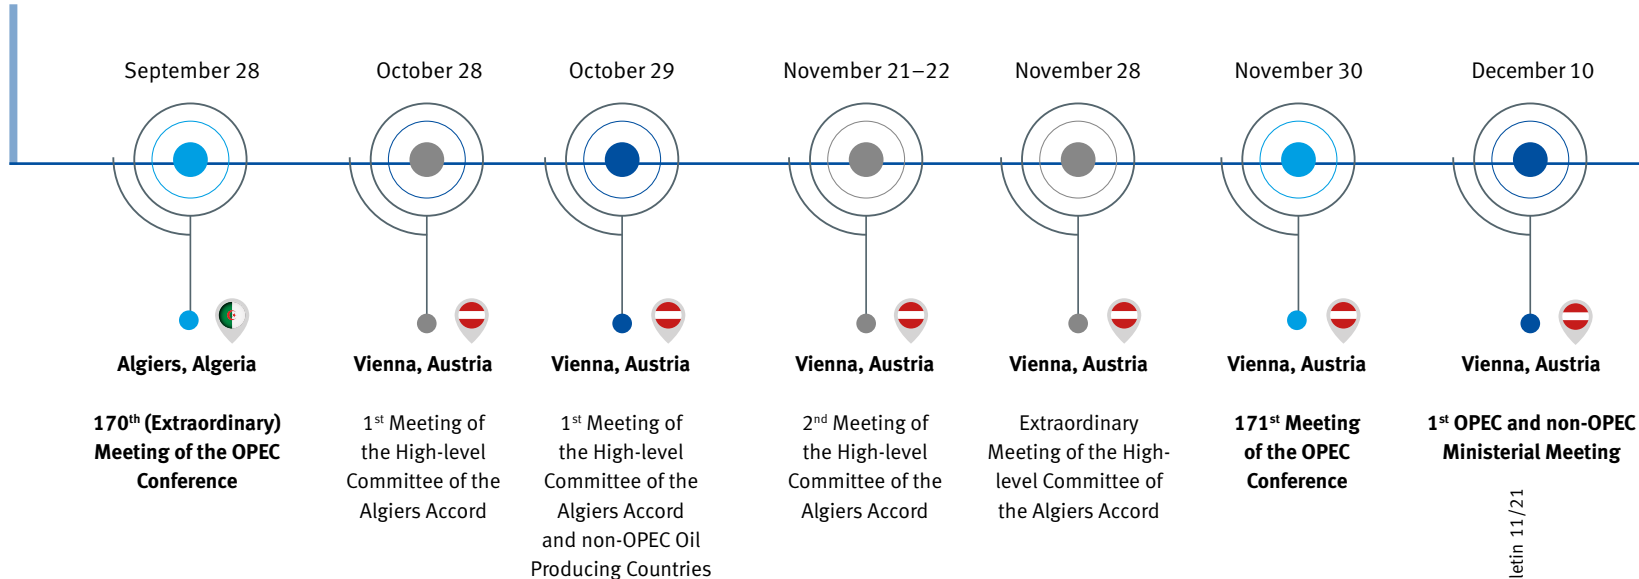 September 28
October 28
October 29
November 21–22
November 28
November 30
December 10
Algiers, Algeria
Vienna, Austria
Vienna, Austria
Vienna, Austria
Vienna, Austria
Vienna, Austria
Vienna, Austria
170th (Extraordinary)
Meeting of the OPEC
Conference
1st Meeting of
the High-level
Committee of the
Algiers Accord
1st Meeting of
the High-level
Committee of the
Algiers Accord
and non-OPEC Oil
Producing Countries
2nd Meeting of
the High-level
Committee of the
Algiers Accord
Extraordinary
Meeting of the High-
level Committee of
the Algiers Accord
171st Meeting
of the OPEC
Conference
1st OPEC and non-OPEC
Ministerial Meeting
letin 11/21